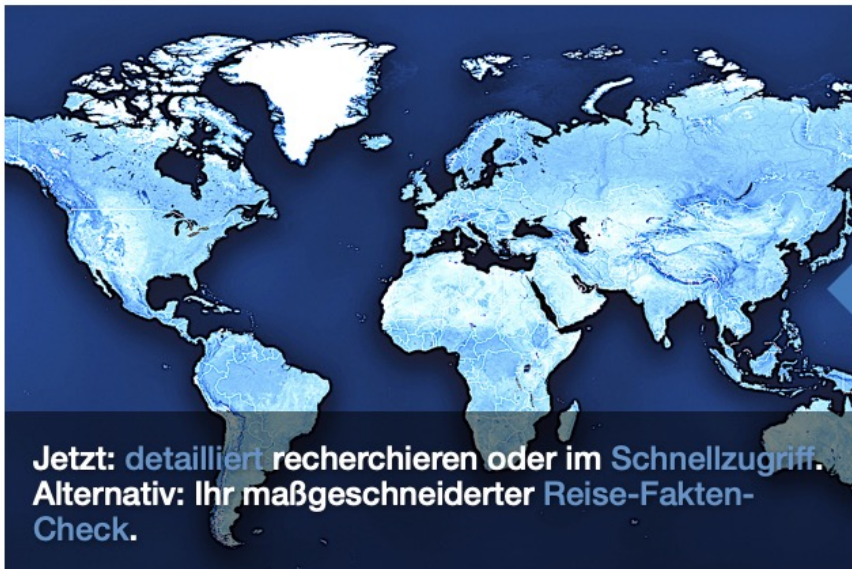 Jetzt: detailliert recherchieren oder im Schnellzugriff.
Alternativ: Ihr maßgeschneiderter Reise-Fakten-
Check.